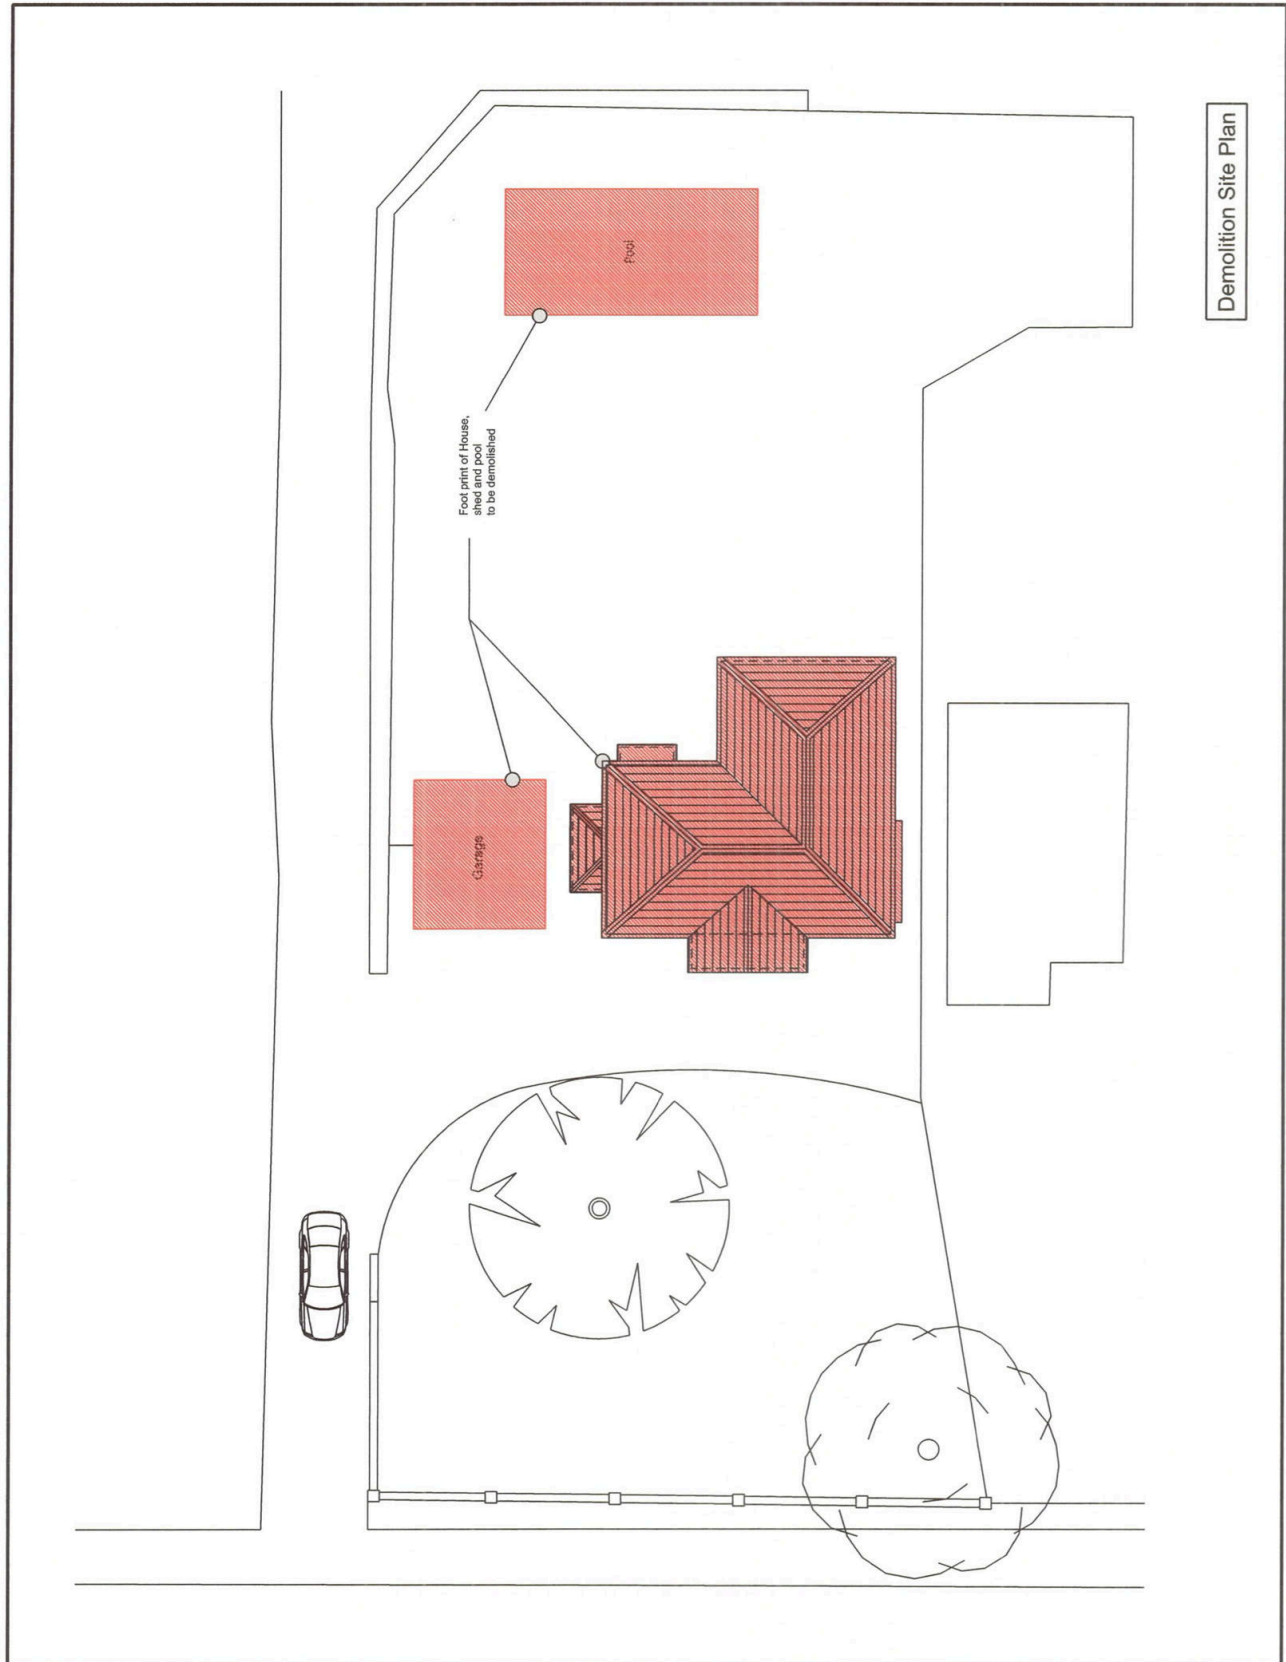 Pool
Foot print of House,
shed and pool
to be demolished
Garage
Demolition Site Plan